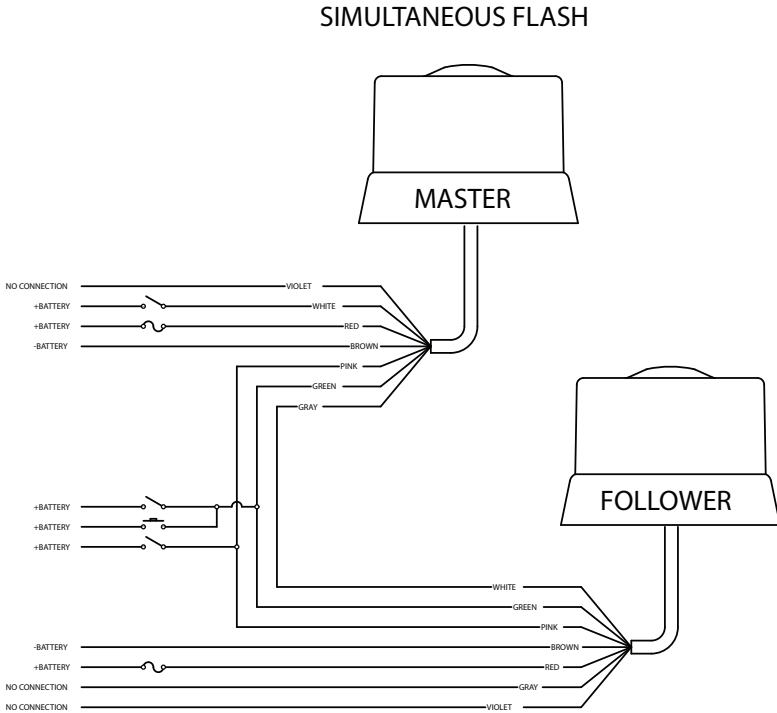 SIMULTANEOUS FLASH
MASTER
NO CONNECTION VIOLET
+BATTERY WHITE
+BATTERY RED
-BATTERY BROWN
PINK
GREEN
GRAY
FOLLOWER
+BATTERY
+BATTERY
+BATTERY
WHITE
GREEN
PINK
-BATTERY BROWN
+BATTERY RED
NO CONNECTION GRAY
NO CONNECTION VIOLET